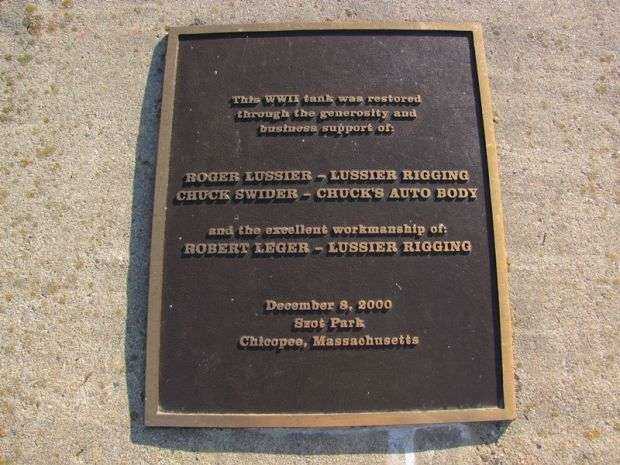 This WWII tank was restored
through the generosity and
business support of:
ROGER LUSSIER – LUSSIER RIGGING
CHUCK SWIDER – CHUCK'S AUTO BODY
and the excellent workmanship of:
ROBERT LEGER – LUSSIER RIGGING
December 8, 2000
Szot Park
Chicopee, Massachusetts